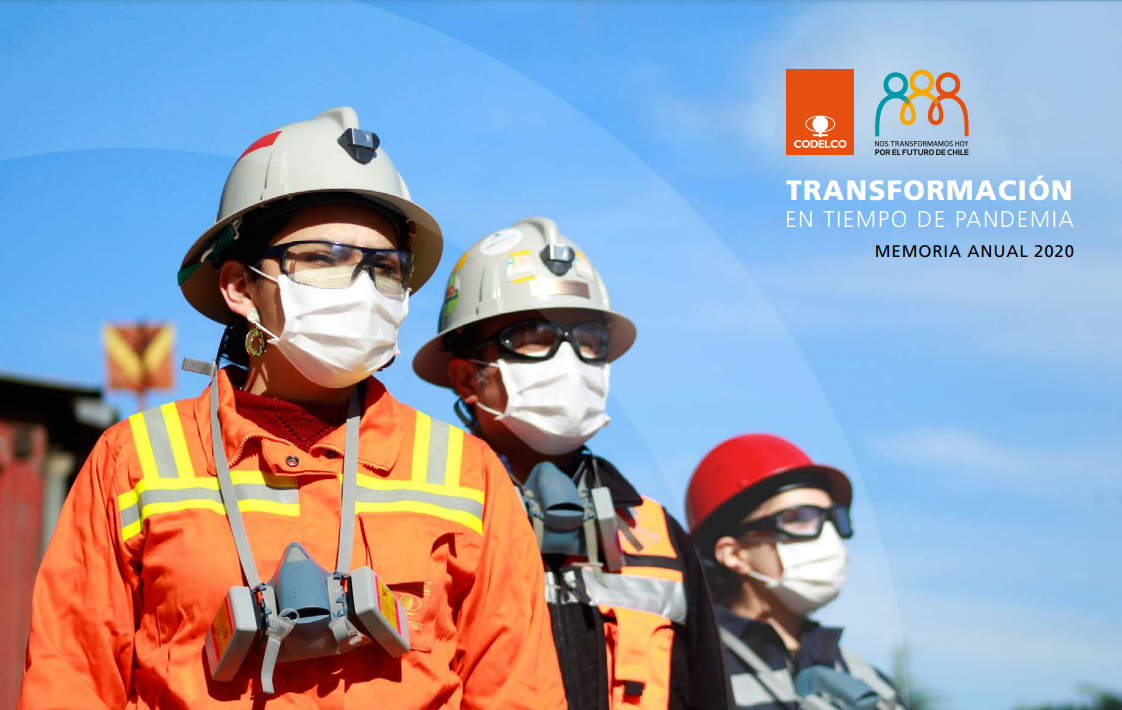 CODELCO
NOS TRANSFORMAMOS HOY
POR EL FUTURO DE CHILE
TRANSFORMACIÓN
EN TIEMPO DE PANDEMIA
MEMORIA ANUAL 2020